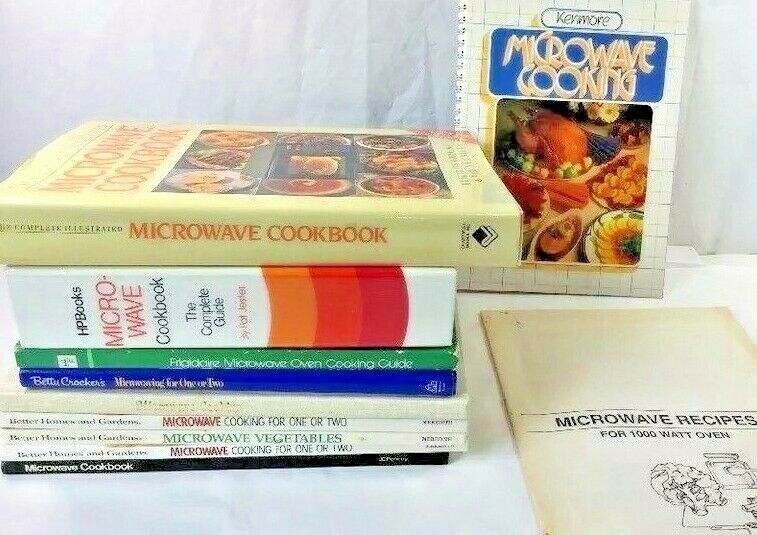 Kenmore
MICROWAVE
COOKING
MICROWAVE
COOKBOOK
THE COMPLETE ILLUSTRATED MICROWAVE COOKBOOK
HPBooks
MICRO-
WAVE
Cookbook
The
Complete
Guide
by Pat Jester
Frigidaire Microwave Oven Cooking Guide
Betty Crocker's Microwaving for One or Two
Better Homes and Gardens. MICROWAVE COOKING FOR ONE OR TWO MEREDITH
Better Homes and Gardens. MICROWAVE VEGETABLES MEREDITH
Better Homes and Gardens. MICROWAVE COOKING FOR ONE OR TWO
Microwave Cookbook JCPenney
MICROWAVE RECIPES
FOR 1000 WATT OVEN